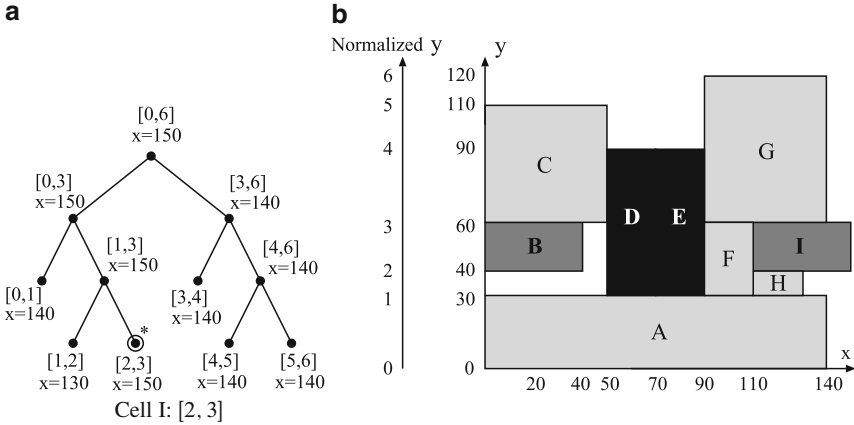 a
[0,6]
x=150
[0,3]
x=150
[3,6]
x=140
[1,3]
x=150
[4,6]
x=140
[0,1]
x=140
[3,4]
x=140
*
[1,2]
x=130
[2,3]
x=150
[4,5]
x=140
[5,6]
x=140
Cell I: [2, 3]
b
Normalized y
6
5
4
3
2
1
0
y
120
110
90
60
40
30
0
C
G
D
E
B
F
I
H
A
x
20
40
50
70
90
110
140